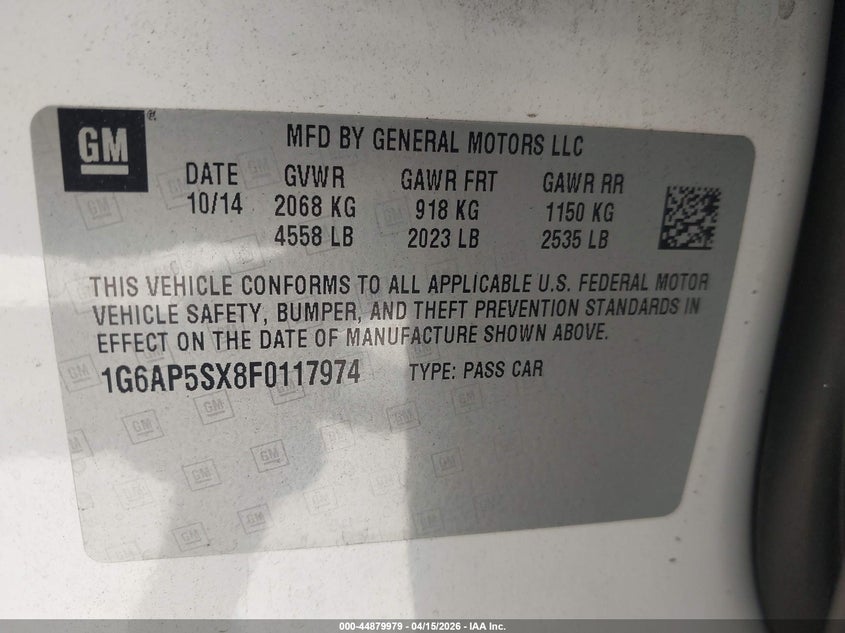 GM ®
MFD BY GENERAL MOTORS LLC
DATE GVWR GAWR FRT GAWR RR
10/14 2068 KG 918 KG 1150 KG
4558 LB 2023 LB 2535 LB
THIS VEHICLE CONFORMS TO ALL APPLICABLE U.S. FEDERAL MOTOR
VEHICLE SAFETY, BUMPER, AND THEFT PREVENTION STANDARDS IN
EFFECT ON THE DATE OF MANUFACTURE SHOWN ABOVE.
1G6AP5SX8F0117974 TYPE: PASS CAR
000-44879979 - 04/15/2026 - IAA Inc.